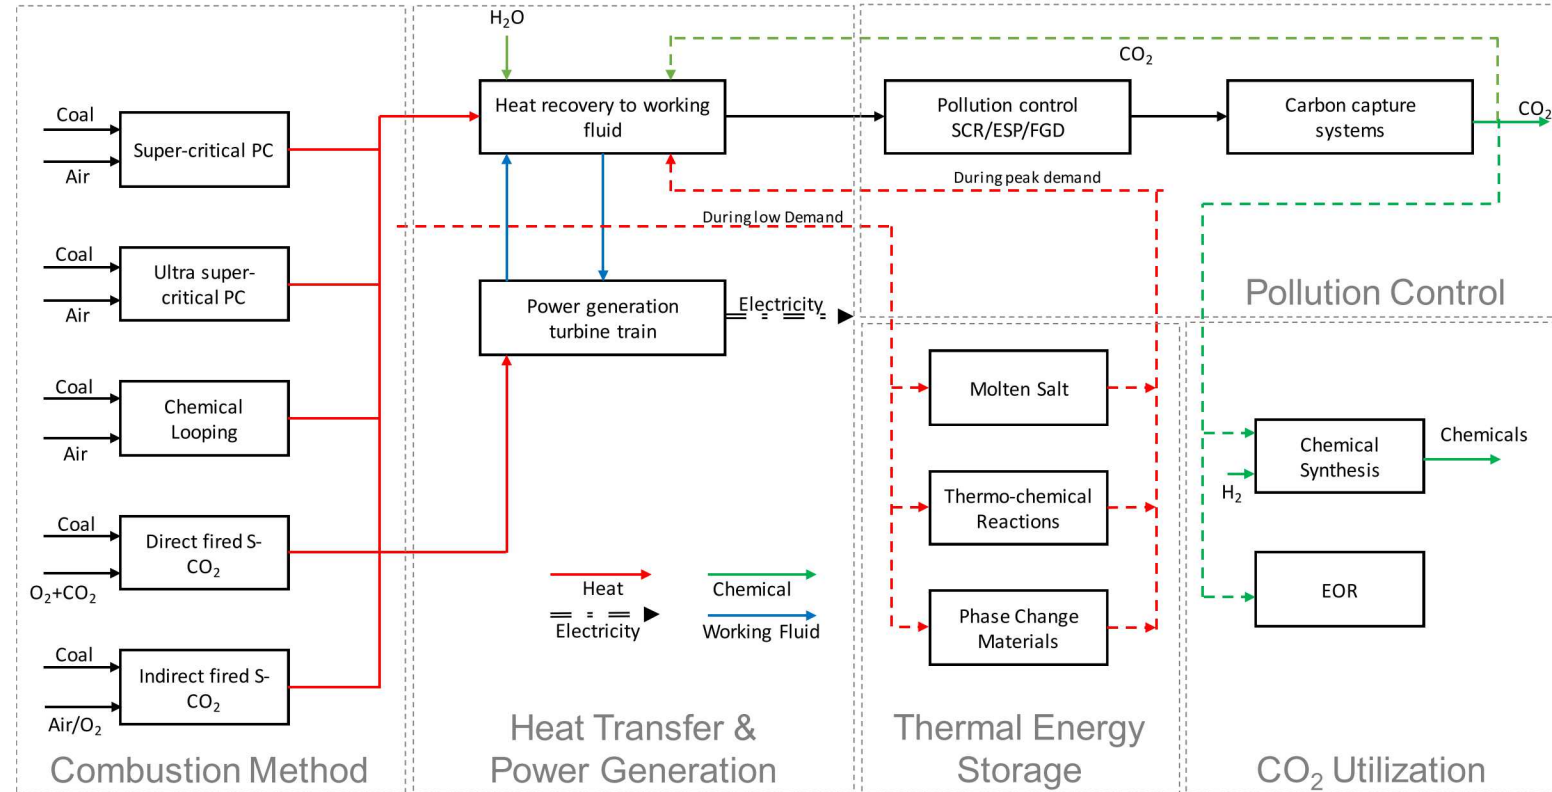 Coal
Super-critical PC
Air
Coal
Ultra super-
critical PC
Air
Coal
Chemical
Looping
Air
Coal
Direct fired S-
CO₂
O₂+CO₂
Coal
Indirect fired S-
CO₂
Air/O₂
Combustion Method
H₂O
Heat recovery to working
fluid
During low Demand
Power generation
turbine train
Electricity
Heat
Chemical
Electricity
Working Fluid
Heat Transfer &
Power Generation
CO₂
Pollution control
SCR/ESP/FGD
Carbon capture
systems
CO₂
During peak demand
Pollution Control
Molten Salt
Thermo-chemical
Reactions
Phase Change
Materials
Thermal Energy
Storage
Chemical
Synthesis
Chemicals
H₂
EOR
CO₂ Utilization